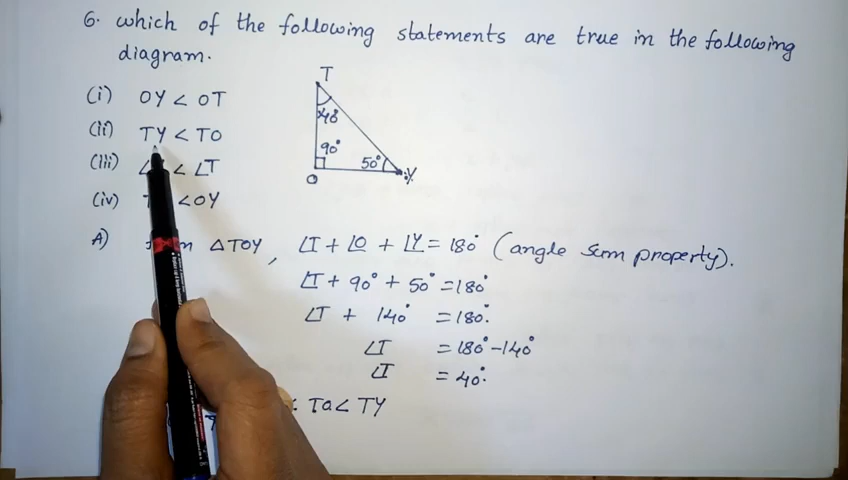 6. which of the following statements are true in the following
diagram.
(i) OY < OT
(ii) TY < TO
(iii) < ∠T
(iv) < OY
T
40°
90°
50°
O
Y
A) △TOY, ∠T + ∠O + ∠Y = 180° (angle sum property).
∠T + 90° + 50° = 180°
∠T + 140° = 180°.
∠T = 180° - 140°
∠T = 40°.
TO < TY